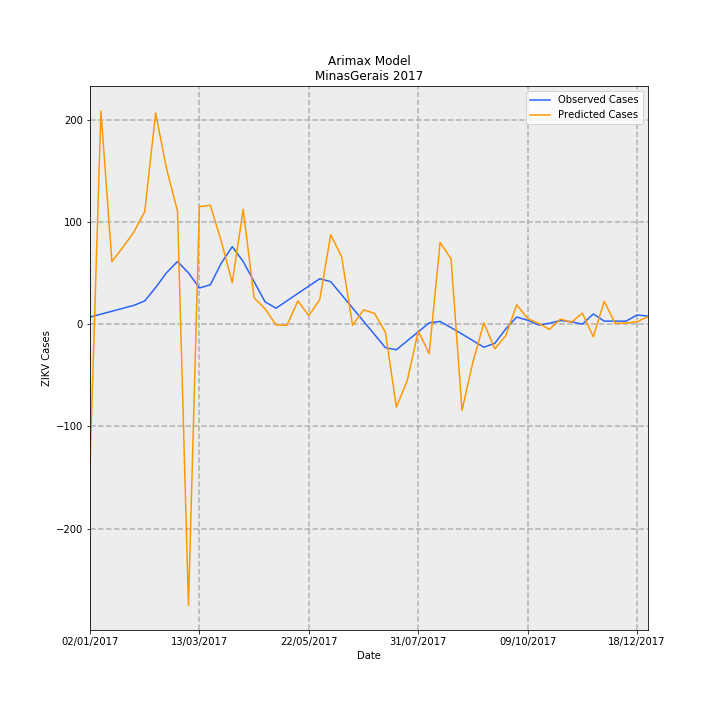 Arimax Model
MinasGerais 2017
Observed Cases
Predicted Cases
200
100
0
−100
−200
ZIKV Cases
02/01/2017
13/03/2017
22/05/2017
31/07/2017
09/10/2017
18/12/2017
Date